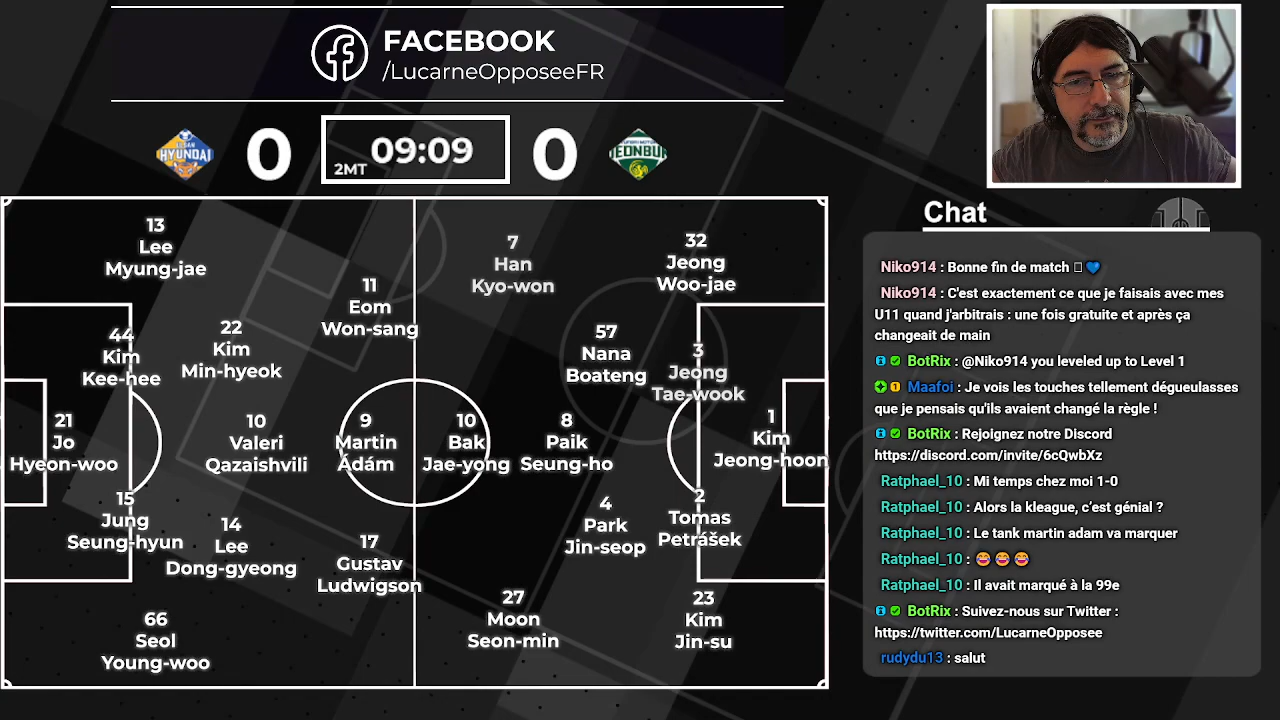 FACEBOOK
/LucarneOpposeeFR
HYUNDAI
0
2MT
09:09
0
13
Lee
Myung-jae
44
Kim
Kee-hee
21
Jo
Hyeon-woo
15
Jung
Seung-hyun
66
Seol
Young-woo
22
Kim
Min-hyeok
10
Valeri
Qazaishvili
14
Lee
Dong-gyeong
11
Eom
Won-sang
9
Martin
Ádám
17
Gustav
Ludwigson
7
Han
Kyo-won
10
Bak
Jae-yong
27
Moon
Seon-min
57
Nana
Boateng
8
Paik
Seung-ho
4
Park
Jin-seop
32
Jeong
Woo-jae
3
Jeong
Tae-wook
2
Tomas
Petrášek
23
Kim
Jin-su
1
Kim
Jeong-hoon
Chat
Niko914 : Bonne fin de match
Niko914 : C'est exactement ce que je faisais avec mes
U11 quand j'arbitrais : une fois gratuite et après ça
changeait de main
BotRix : @Niko914 you leveled up to Level 1
Maafoi : Je vois les touches tellement dégueulasses
que je pensais qu'ils avaient changé la règle !
BotRix : Rejoignez notre Discord
https://discord.com/invite/6cQwbXz
Ratphael_10 : Mi temps chez moi 1-0
Ratphael_10 : Alors la kleague, c’est génial ?
Ratphael_10 : Le tank martin adam va marquer
Ratphael_10 : 😂 😂 😂
Ratphael_10 : Il avait marqué à la 99e
BotRix : Suivez-nous sur Twitter :
https://twitter.com/LucarneOpposee
rudydu13 : salut